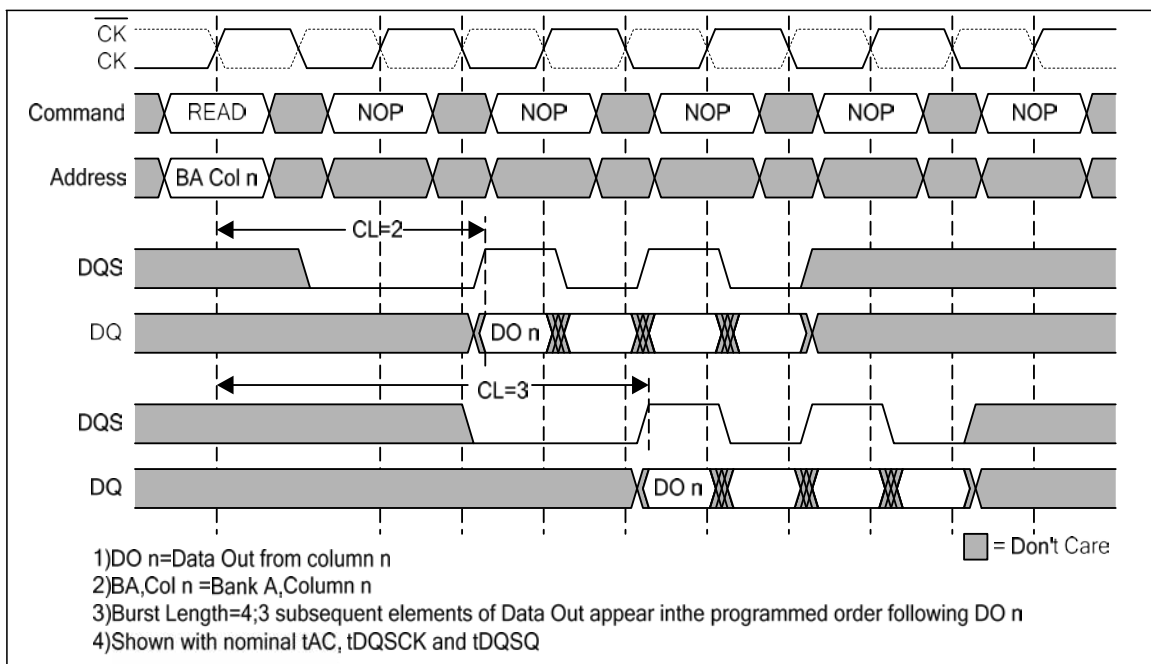 CK
CK
Command READ NOP NOP NOP NOP NOP
Address BA Col n
CL=2
DQS
DQ DO n
CL=3
DQS
DQ DO n
1)DO n=Data Out from column n
= Don't Care
2)BA,Col n =Bank A,Column n
3)Burst Length=4;3 subsequent elements of Data Out appear inthe programmed order following DO n
4)Shown with nominal tAC, tDQSCK and tDQSQ